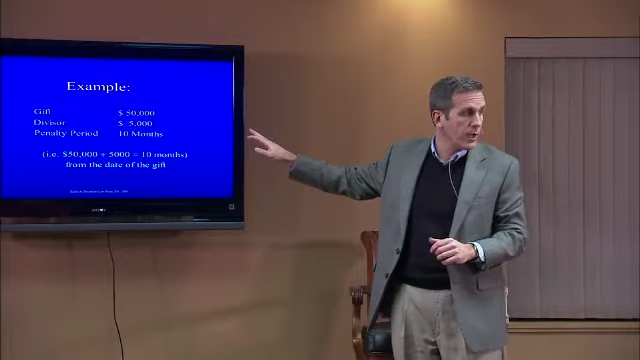 Example:
Gift $ 50,000
Divisor $ 5,000
Penalty Period 10 Months
(i.e. $50,000 ÷ 5000 = 10 months)
from the date of the gift
SONY